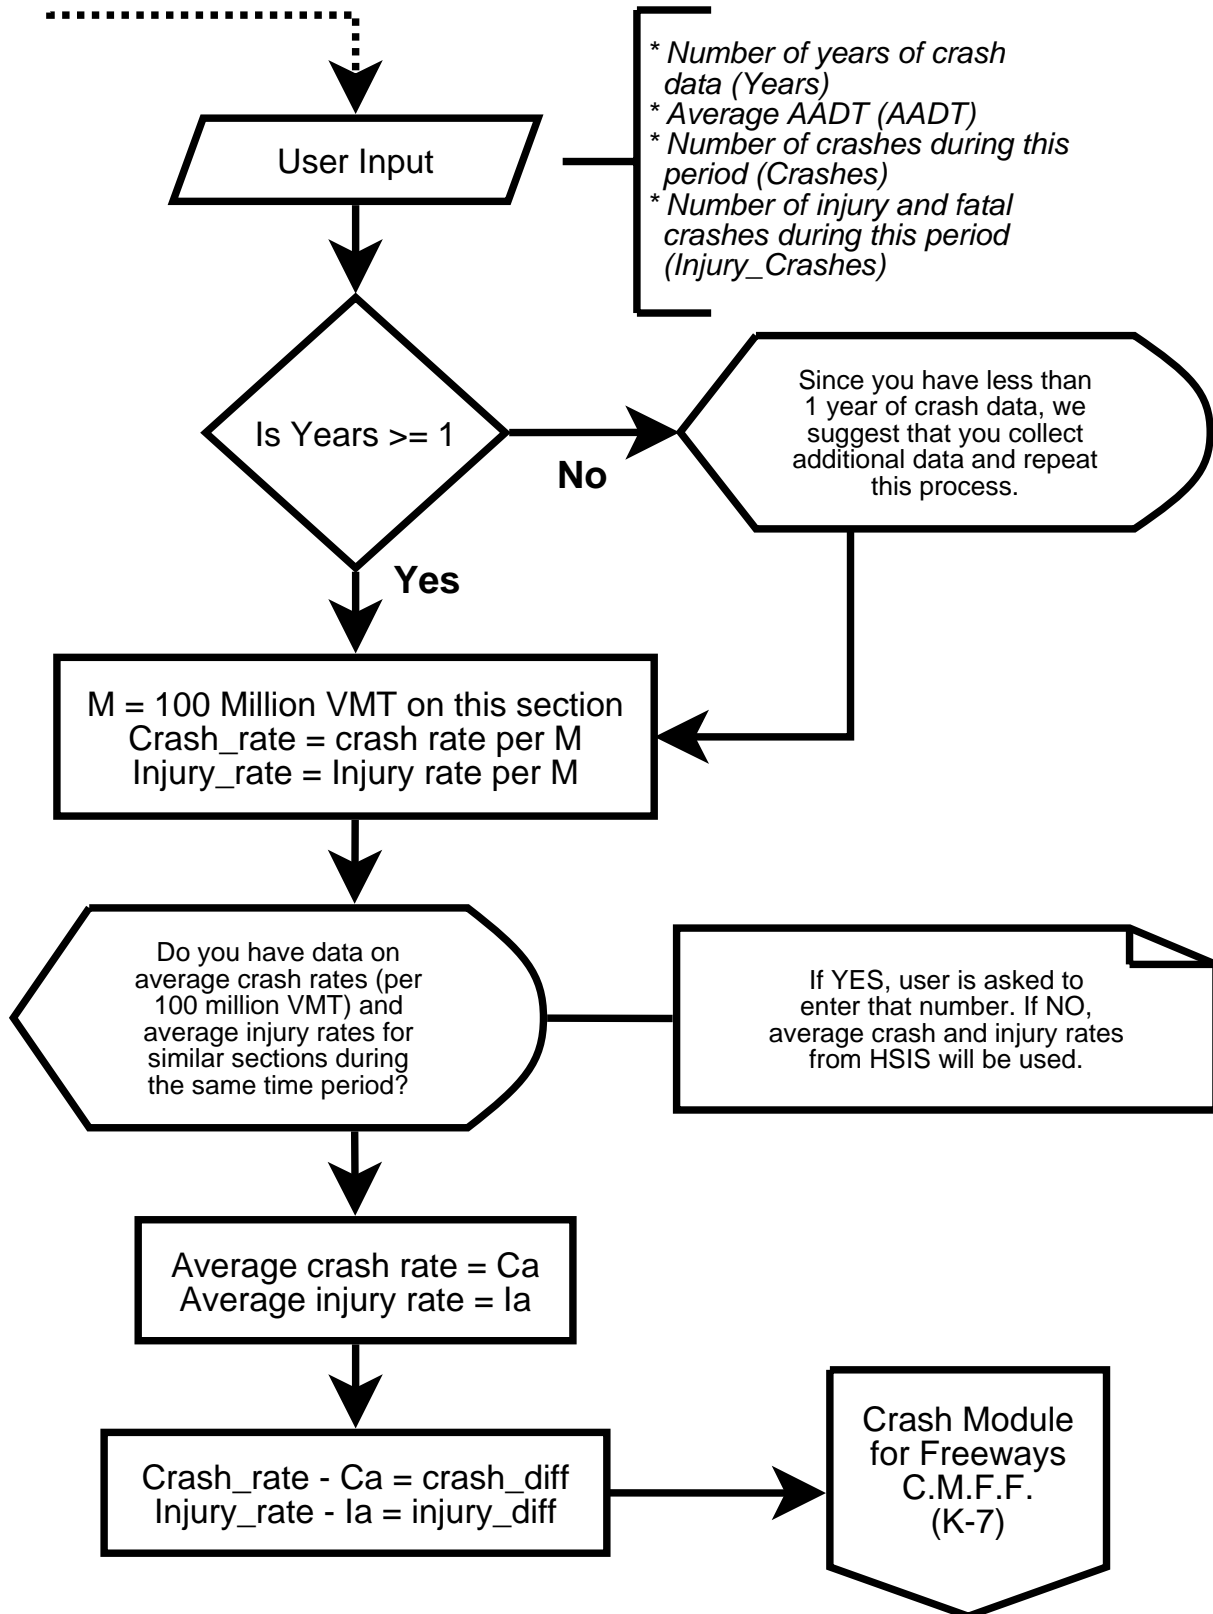 * Number of years of crash
data (Years)
* Average AADT (AADT)
* Number of crashes during this
period (Crashes)
* Number of injury and fatal
crashes during this period
(Injury_Crashes)
User Input
Is Years >= 1
No
Since you have less than
1 year of crash data, we
suggest that you collect
additional data and repeat
this process.
Yes
M = 100 Million VMT on this section
Crash_rate = crash rate per M
Injury_rate = Injury rate per M
Do you have data on
average crash rates (per
100 million VMT) and
average injury rates for
similar sections during
the same time period?
If YES, user is asked to
enter that number. If NO,
average crash and injury rates
from HSIS will be used.
Average crash rate = Ca
Average injury rate = Ia
Crash_rate - Ca = crash_diff
Injury_rate - Ia = injury_diff
Crash Module
for Freeways
C.M.F.F.
(K-7)